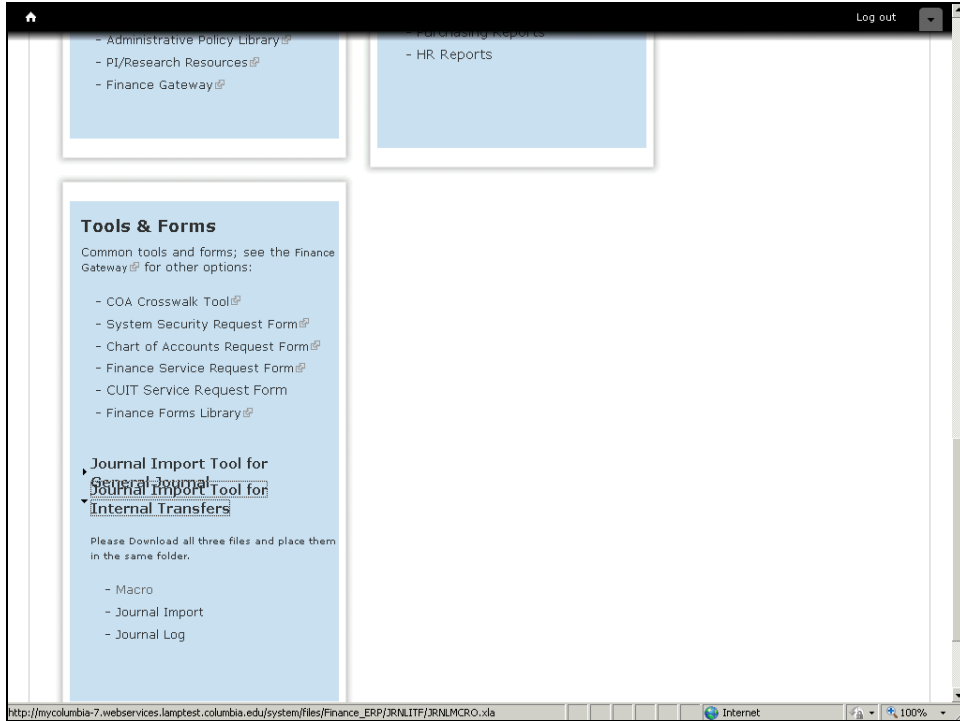 Log out
- Administrative Policy Library
- PI/Research Resources
- Finance Gateway
- Purchasing Reports
- HR Reports
Tools & Forms
Common tools and forms; see the Finance
Gateway for other options:
- COA Crosswalk Tool
- System Security Request Form
- Chart of Accounts Request Form
- Finance Service Request Form
- CUIT Service Request Form
- Finance Forms Library
Journal Import Tool for
General Journal
Journal Import Tool for
Internal Transfers
Please Download all three files and place them
in the same folder.
- Macro
- Journal Import
- Journal Log
http://mycolumbia-7.webservices.lamptest.columbia.edu/system/files/Finance_ERP/JRNLITF/JRNLMCRO.xla
Internet
100%